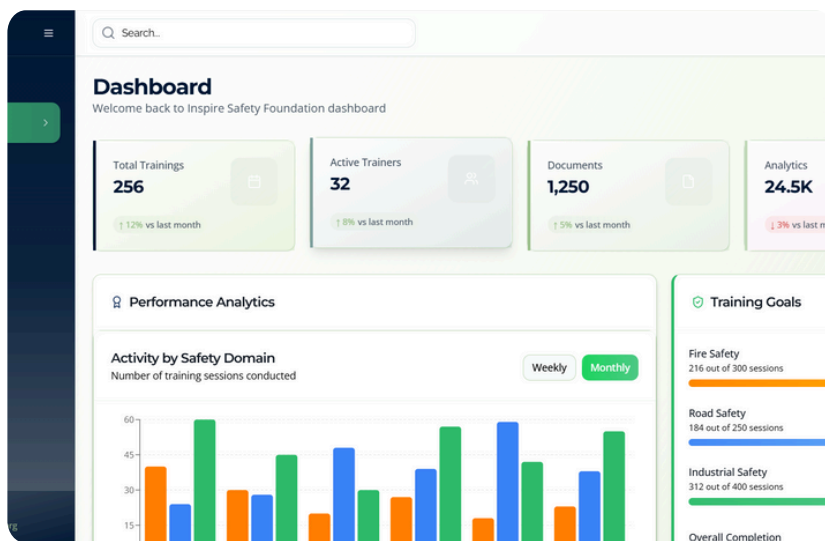 Search...
Dashboard
Welcome back to Inspire Safety Foundation dashboard
Total Trainings
256
↑ 12% vs last month
Active Trainers
32
↑ 8% vs last month
Documents
1,250
↑ 5% vs last month
Analytics
24.5K
↓ 3% vs last m
Performance Analytics
Activity by Safety Domain
Number of training sessions conducted
Weekly
Monthly
60
45
30
15
Training Goals
Fire Safety
216 out of 300 sessions
Road Safety
184 out of 250 sessions
Industrial Safety
312 out of 400 sessions
Overall Completion
rg